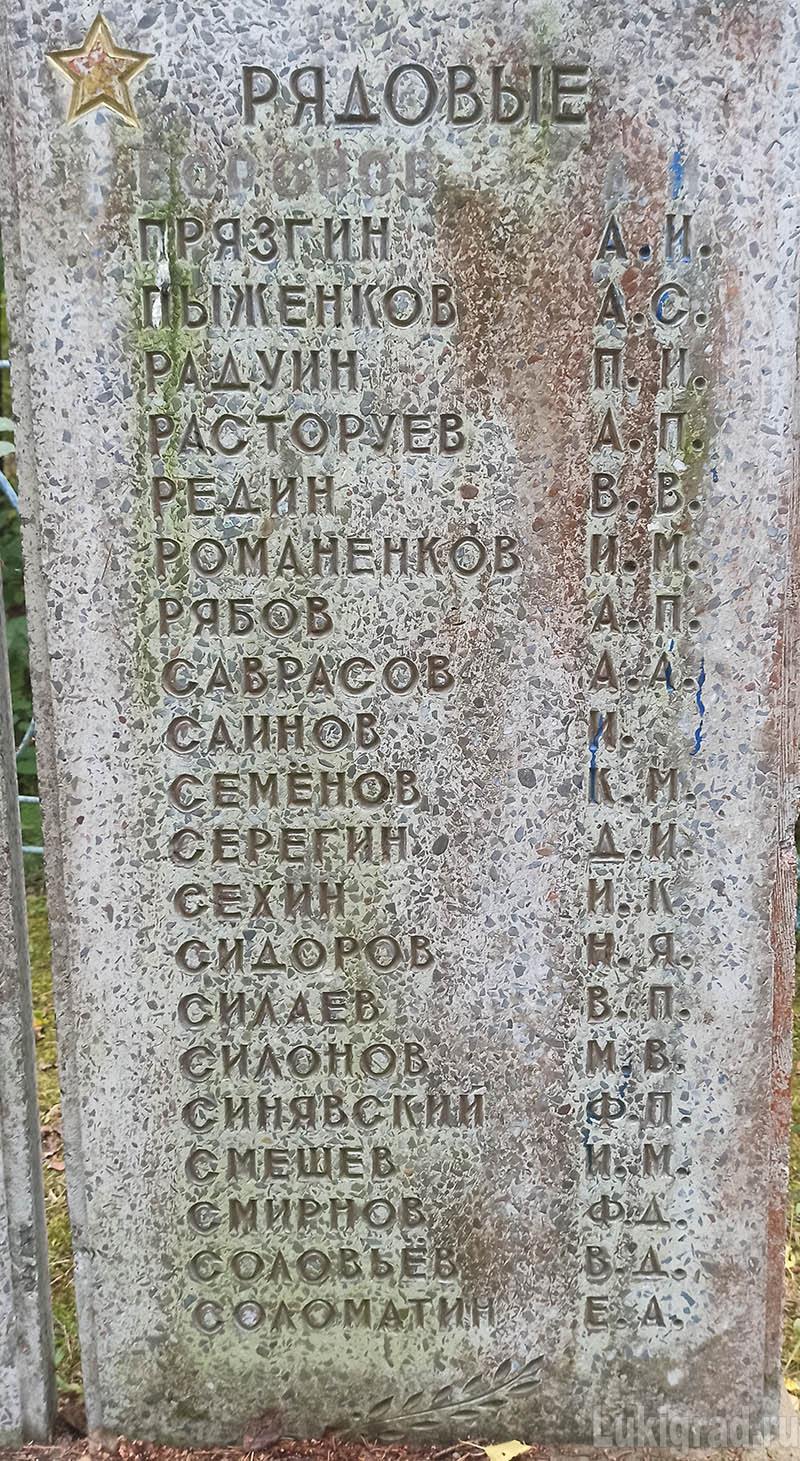 РЯДОВЫЕ
ПРЯЗГИН А.И.
ПЫЖЕНКОВ А.С.
РАДУИН П.И.
РАСТОРУЕВ А.П.
РЕДИН В.В.
РОМАНЕНКОВ И.М.
РЯБОВ А.П.
САВРАСОВ А.А.
САИНОВ И.
СЕМЁНОВ К.М.
СЕРЕГИН Д.И.
СЕХИН И.К.
СИДОРОВ Н.Я.
СИЛАЕВ В.П.
СИЛОНОВ М.В.
СИНЯВСКИИ Ф.П.
СМЕШЕВ И.М.
СМИРНОВ Ф.Д.
СОЛОВЬЁВ В.Д.
СОЛОМАТИН Е.А.
Lukigrad.ru